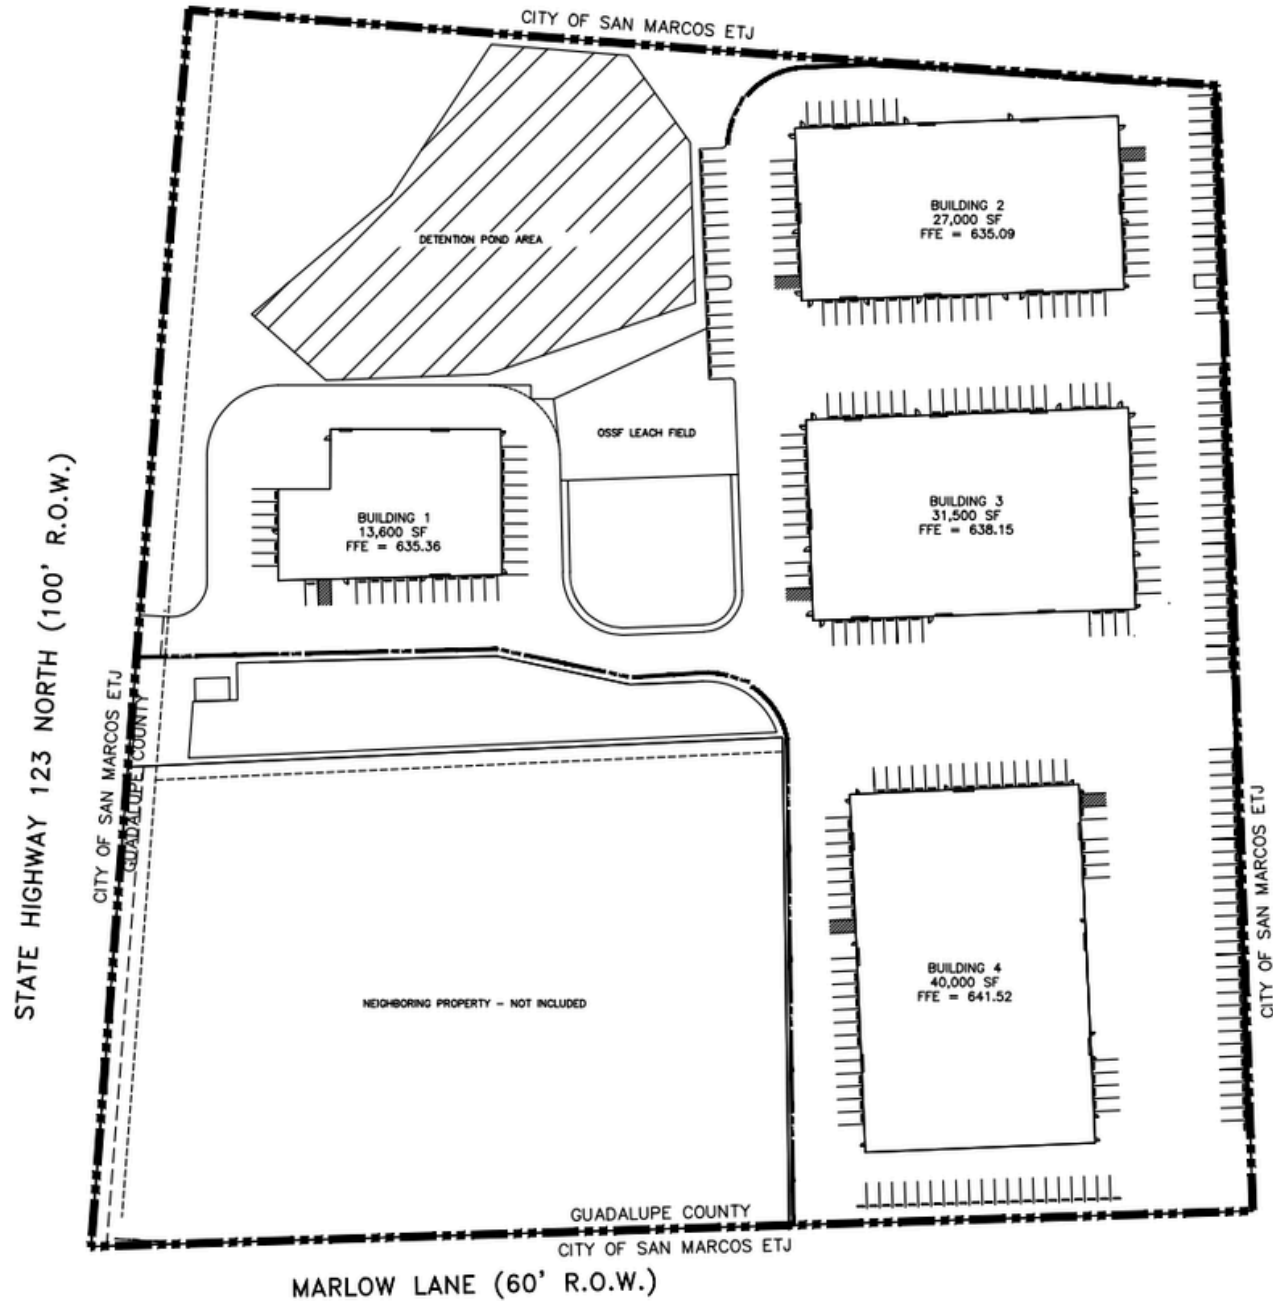 CITY OF SAN MARCOS ETJ
BUILDING 2
27,000 SF
FFE = 635.09
DETENTION POND AREA
OSSF LEACH FIELD
BUILDING 1
13,600 SF
FFE = 635.36
BUILDING 3
31,500 SF
FFE = 638.15
STATE HIGHWAY 123 NORTH (100' R.O.W.)
CITY OF SAN MARCOS ETJ
GUADALUPE COUNTY
CITY OF SAN MARCOS ETJ
BUILDING 4
40,000 SF
FFE = 641.52
NEIGHBORING PROPERTY - NOT INCLUDED
GUADALUPE COUNTY
CITY OF SAN MARCOS ETJ
MARLOW LANE (60' R.O.W.)